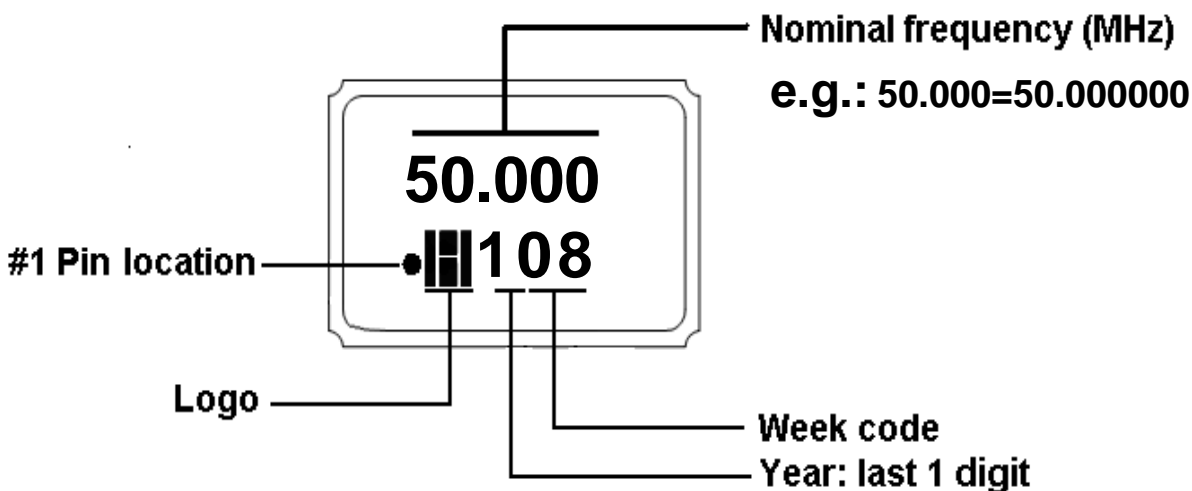 Nominal frequency (MHz)
e.g.: 50.000=50.000000
50.000
#1 Pin location
108
Logo
Week code
Year: last 1 digit